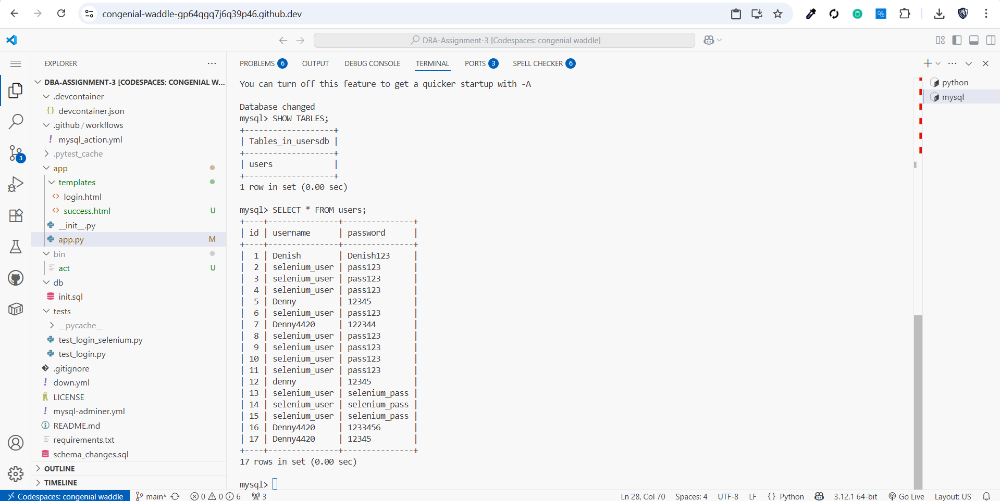 congenial-waddle-gp64qgq7j6q39p46.github.dev
DBA-Assignment-3 [Codespaces: congenial waddle]
EXPLORER
DBA-ASSIGNMENT-3 [CODESPACES: CONGENIAL W...
.devcontainer
{} devcontainer.json
.github / workflows
! mysql_action.yml
.pytest_cache
app
templates
<> login.html
<> success.html U
__init__.py
app.py M
bin
act U
db
init.sql
tests
__pycache__
test_login_selenium.py
test_login.py
.gitignore
! down.yml
LICENSE
! mysql-adminer.yml
README.md
requirements.txt
schema_changes.sql
OUTLINE
TIMELINE
3
PROBLEMS 6 OUTPUT DEBUG CONSOLE TERMINAL PORTS 3 SPELL CHECKER 6
You can turn off this feature to get a quicker startup with -A
Database changed
mysql> SHOW TABLES;
+-------------------+
| Tables_in_usersdb |
+-------------------+
| users             |
+-------------------+
1 row in set (0.00 sec)
mysql> SELECT * FROM users;
+----+---------------+---------------+
| id | username      | password      |
+----+---------------+---------------+
|  1 | Denish        | Denish123     |
|  2 | selenium_user | pass123       |
|  3 | selenium_user | pass123       |
|  4 | selenium_user | pass123       |
|  5 | Denny         | 12345         |
|  6 | selenium_user | pass123       |
|  7 | Denny4420     | 122344        |
|  8 | selenium_user | pass123       |
|  9 | selenium_user | pass123       |
| 10 | selenium_user | pass123       |
| 11 | selenium_user | pass123       |
| 12 | denny         | 12345         |
| 13 | selenium_user | selenium_pass |
| 14 | selenium_user | selenium_pass |
| 15 | selenium_user | selenium_pass |
| 16 | Denny4420     | 1233456       |
| 17 | Denny4420     | 12345         |
+----+---------------+---------------+
17 rows in set (0.00 sec)
mysql>
python
mysql
Codespaces: congenial waddle main* 0 0 6 3 Ln 28, Col 70 Spaces: 4 UTF-8 LF {} Python 3.12.1 64-bit Go Live Layout: US